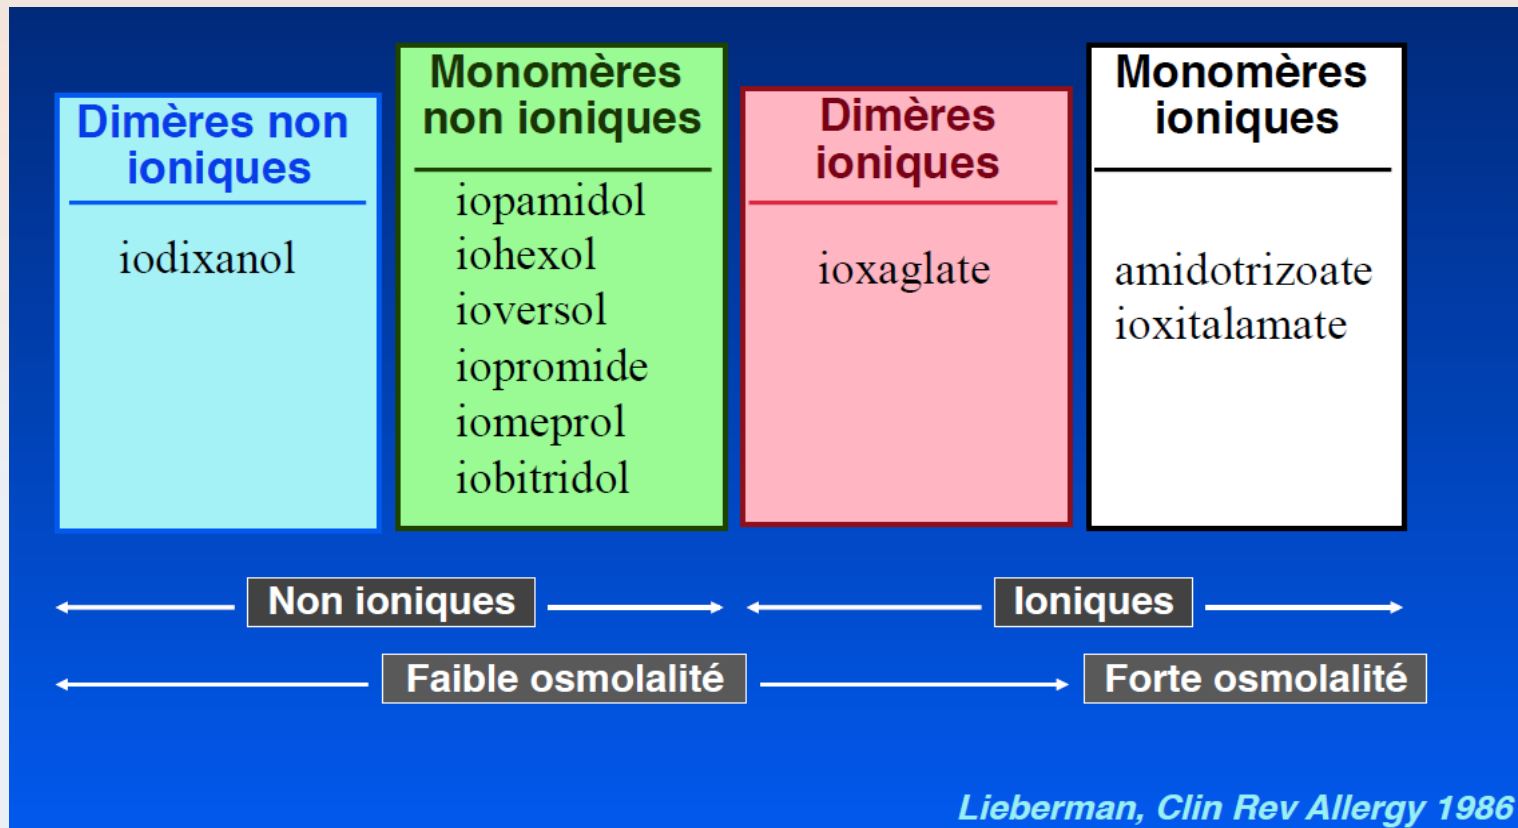 Dimères non
ioniques
iodixanol
Monomères
non ioniques
iopamidol
iohexol
ioversol
iopromide
iomeprol
iobitridol
Dimères
ioniques
ioxaglate
Monomères
ioniques
amidotrizoate
ioxitalamate
Non ioniques
Ioniques
Faible osmolalité
Forte osmolalité
Lieberman, Clin Rev Allergy 1986